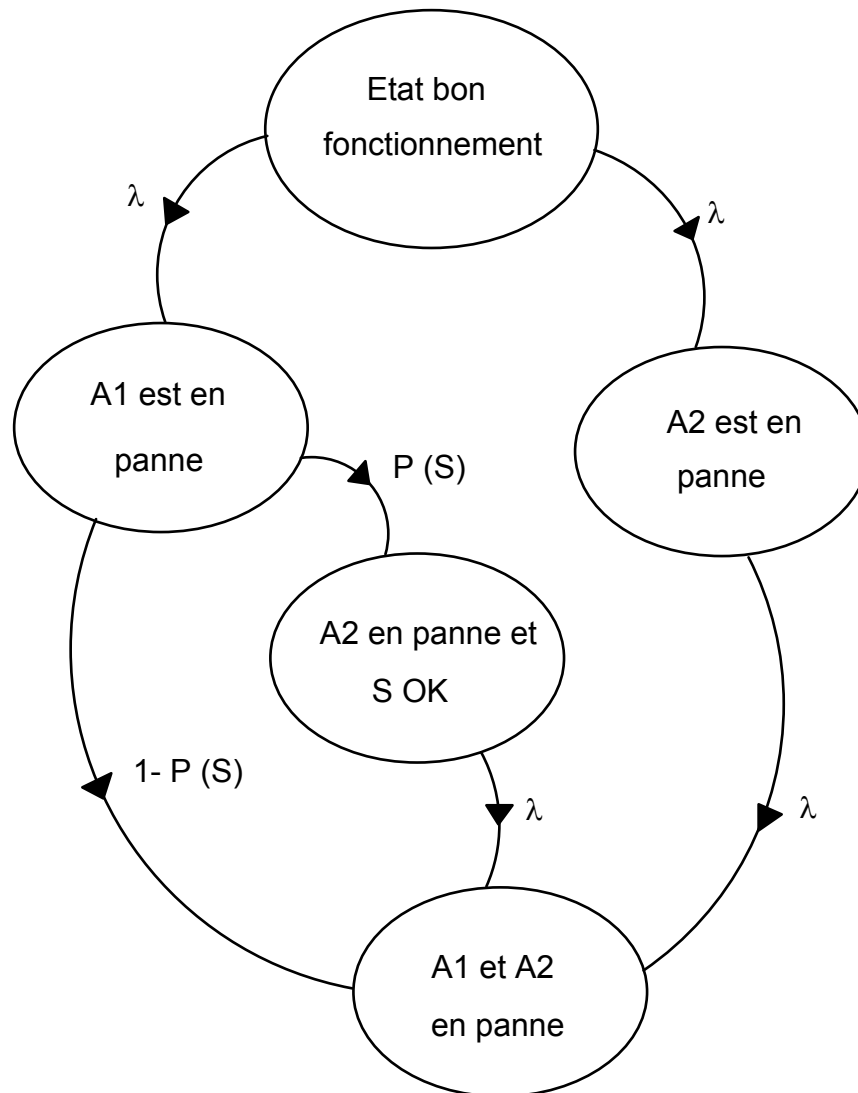 Etat bon
fonctionnement
λ
λ
A1 est en
panne
A2 est en
panne
P (S)
A2 en panne et
S OK
1- P (S)
λ
λ
A1 et A2
en panne